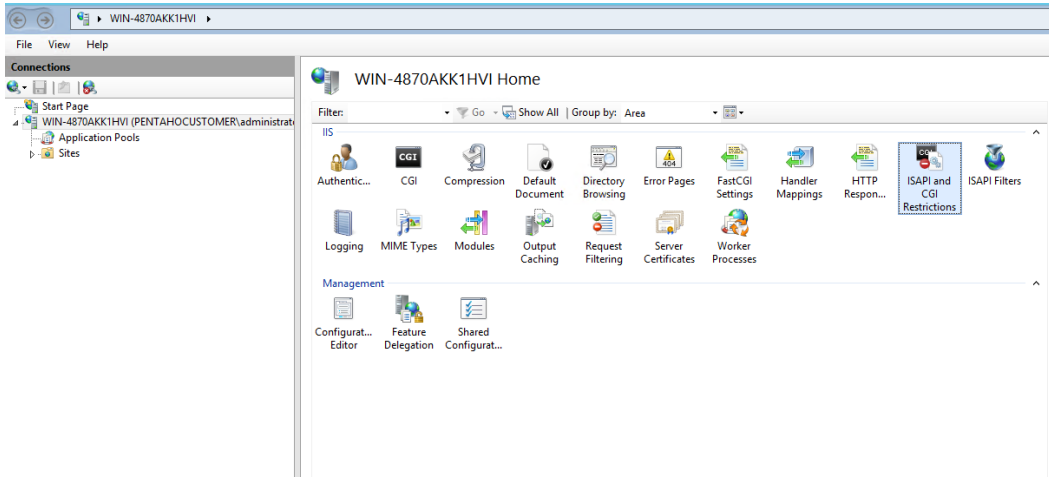 WIN-4870AKK1HVI
File View Help
Connections
Start Page
WIN-4870AKK1HVI (PENTAHOCUSTOMER\administrat
Application Pools
Sites
WIN-4870AKK1HVI Home
Filter: Go Show All Group by: Area
IIS
Authentic... CGI Compression Default Document Directory Browsing Error Pages FastCGI Settings Handler Mappings HTTP Respon... ISAPI and CGI Restrictions ISAPI Filters
Logging MIME Types Modules Output Caching Request Filtering Server Certificates Worker Processes
Management
Configurat... Editor Feature Delegation Shared Configurat...